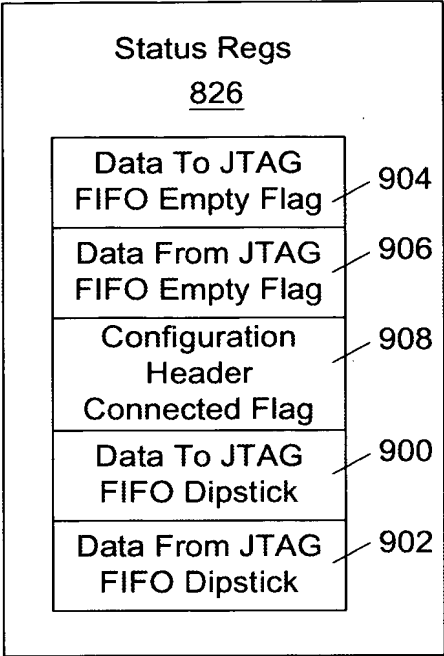 Status Regs
826
Data To JTAG
FIFO Empty Flag
904
Data From JTAG
FIFO Empty Flag
906
Configuration
Header
Connected Flag
908
Data To JTAG
FIFO Dipstick
900
Data From JTAG
FIFO Dipstick
902